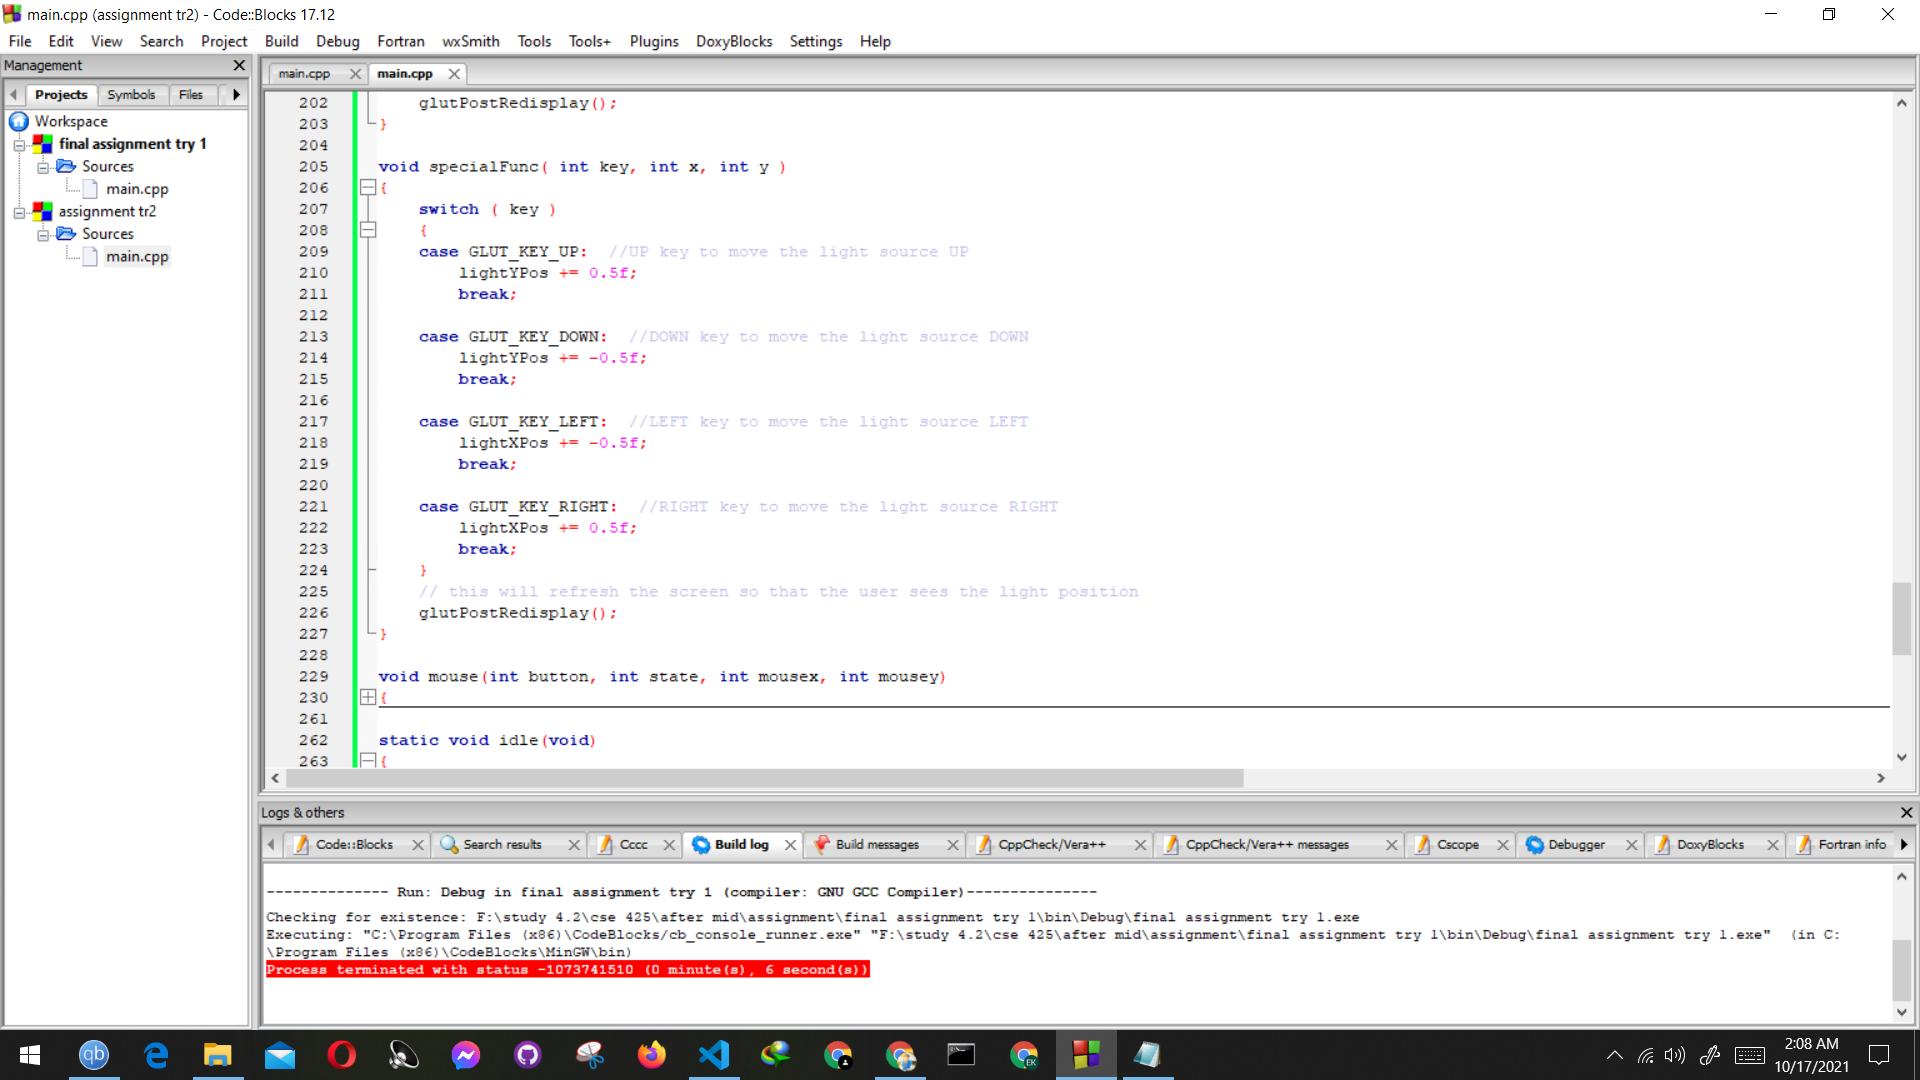 main.cpp (assignment tr2) - Code::Blocks 17.12
File Edit View Search Project Build Debug Fortran wxSmith Tools Tools+ Plugins DoxyBlocks Settings Help
Management
Projects Symbols Files
Workspace
final assignment try 1
Sources
main.cpp
assignment tr2
Sources
main.cpp
main.cpp main.cpp
202 glutPostRedisplay();
203 }
204
205 void specialFunc( int key, int x, int y )
206 {
207 switch ( key )
208 {
209 case GLUT_KEY_UP: //UP key to move the light source UP
210 lightYPos += 0.5f;
211 break;
212
213 case GLUT_KEY_DOWN: //DOWN key to move the light source DOWN
214 lightYPos += -0.5f;
215 break;
216
217 case GLUT_KEY_LEFT: //LEFT key to move the light source LEFT
218 lightXPos += -0.5f;
219 break;
220
221 case GLUT_KEY_RIGHT: //RIGHT key to move the light source RIGHT
222 lightXPos += 0.5f;
223 break;
224 }
225 // this will refresh the screen so that the user sees the light position
226 glutPostRedisplay();
227 }
228
229 void mouse(int button, int state, int mousex, int mousey)
230 {
261
262 static void idle(void)
263 {
Logs & others
Code::Blocks Search results Cccc Build log Build messages CppCheck/Vera++ CppCheck/Vera++ messages Cscope Debugger DoxyBlocks Fortran info
-------------- Run: Debug in final assignment try 1 (compiler: GNU GCC Compiler)---------------
Checking for existence: F:\study 4.2\cse 425\after mid\assignment\final assignment try 1\bin\Debug\final assignment try 1.exe
Executing: "C:\Program Files (x86)\CodeBlocks/cb_console_runner.exe" "F:\study 4.2\cse 425\after mid\assignment\final assignment try 1\bin\Debug\final assignment try 1.exe" (in C:
\Program Files (x86)\CodeBlocks\MinGW\bin)
Process terminated with status -1073741510 (0 minute(s), 6 second(s))
qb
EK
2:08 AM
10/17/2021